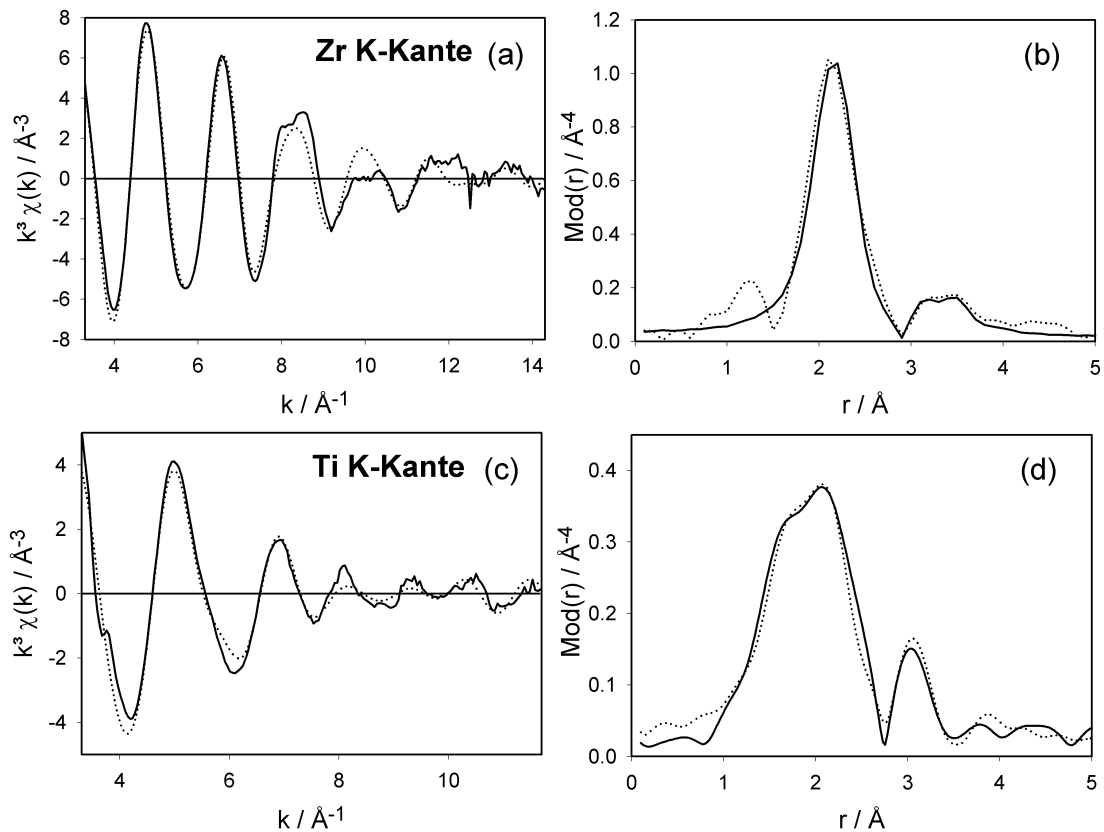 Zr K-Kante (a)
8
6
4
2
0
-2
-4
-6
-8
k³ χ(k) / Å-3
4 6 8 10 12 14
k / Å-1
(b)
1.2
1.0
0.8
0.6
0.4
0.2
0.0
Mod(r) / Å-4
0 1 2 3 4 5
r / Å
Ti K-Kante (c)
4
2
0
-2
-4
k³ χ(k) / Å-3
4 6 8 10
k / Å-1
(d)
0.4
0.3
0.2
0.1
0.0
Mod(r) / Å-4
0 1 2 3 4 5
r / Å